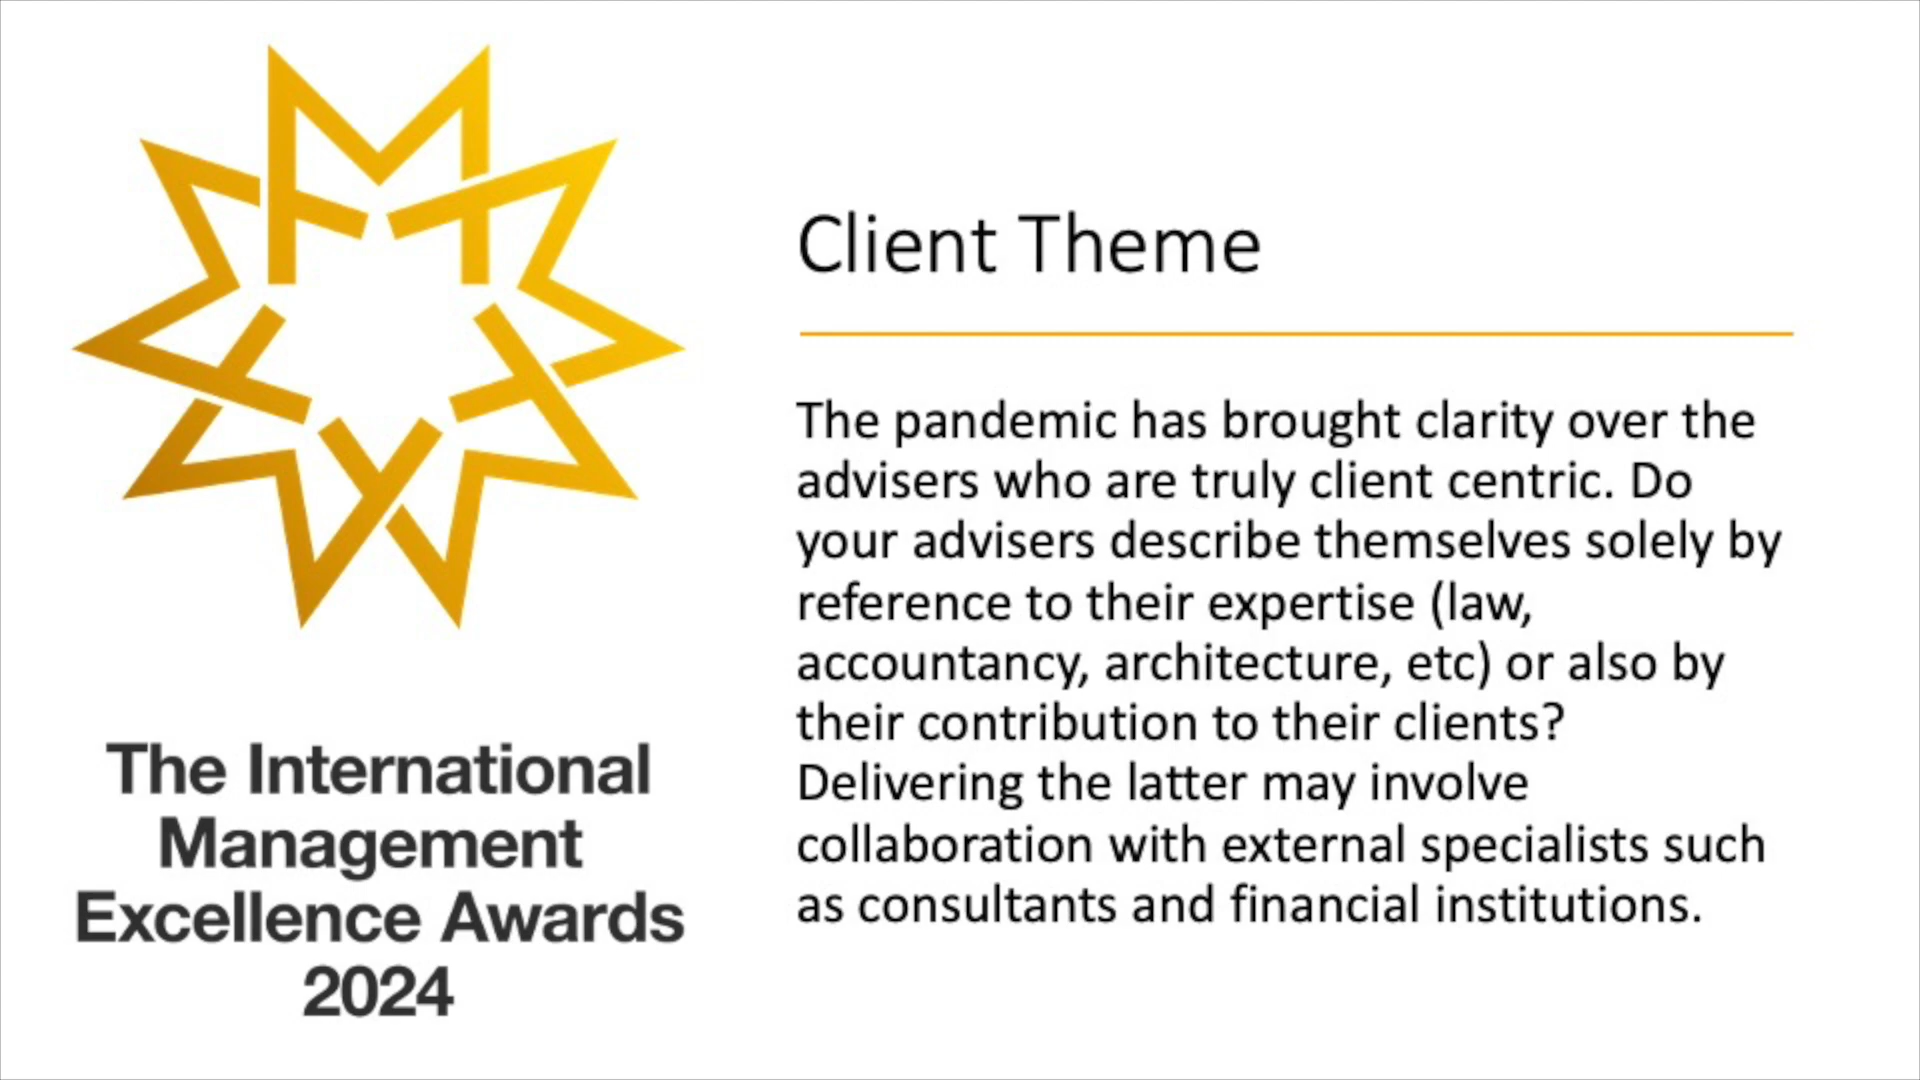 The International
Management
Excellence Awards
2024
Client Theme
The pandemic has brought clarity over the
advisers who are truly client centric. Do
your advisers describe themselves solely by
reference to their expertise (law,
accountancy, architecture, etc) or also by
their contribution to their clients?
Delivering the latter may involve
collaboration with external specialists such
as consultants and financial institutions.